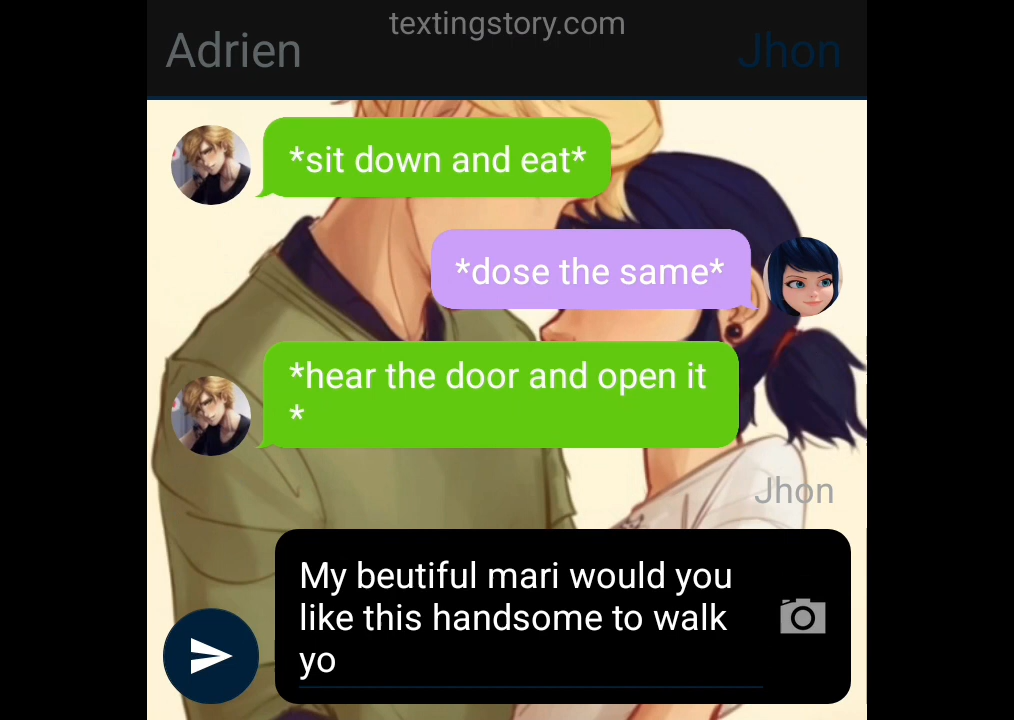 textingstory.com
Adrien
Jhon
*sit down and eat*
*dose the same*
*hear the door and open it
*
Jhon
My beutiful mari would you
like this handsome to walk
yo